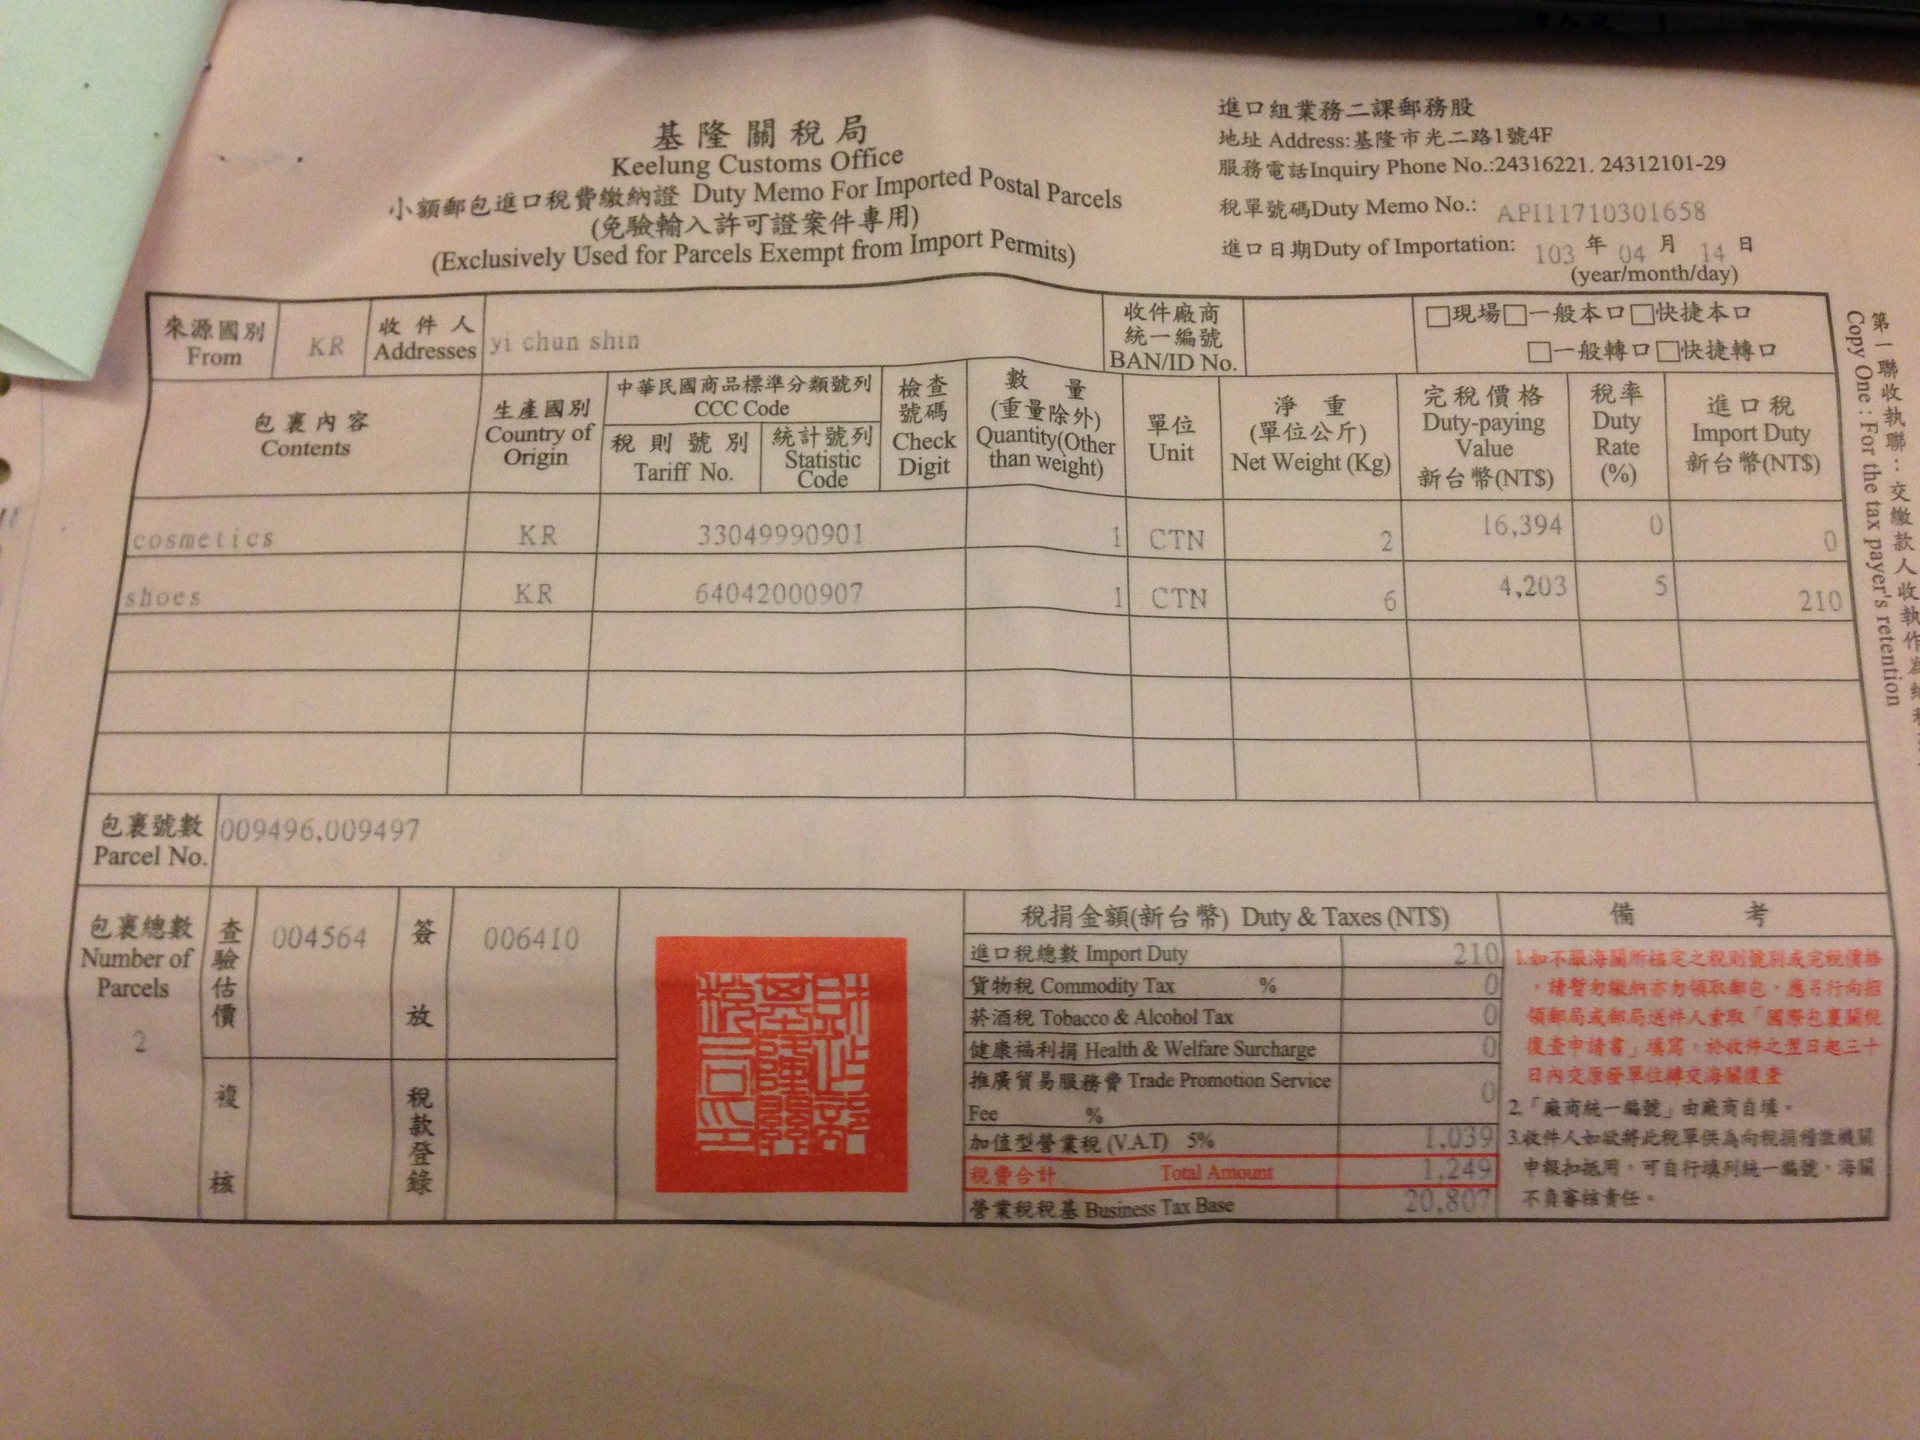 基隆關稅局
Keelung Customs Office
小額郵包進口稅費繳納證 Duty Memo For Imported Postal Parcels
(免驗輸入許可證案件專用)
(Exclusively Used for Parcels Exempt from Import Permits)
進口組業務二課郵務股
地址 Address:基隆市光二路1號4F
服務電話Inquiry Phone No.:24316221. 24312101-29
稅單號碼Duty Memo No.: API11710301658
進口日期Duty of Importation: 103 年 04 月 14 日
(year/month/day)
來源國別 From KR
收件人 Addresses yi chun shin
收件廠商統一編號 BAN/ID No.
□現場□一般本口□快捷本口
□一般轉口□快捷轉口
包裹內容 Contents
生產國別 Country of Origin
中華民國商品標準分類號列 CCC Code
稅則號別 Tariff No.
統計號列 Statistic Code
檢查號碼 Check Digit
數量 (重量除外) Quantity(Other than weight)
單位 Unit
淨重 (單位公斤) Net Weight (Kg)
完稅價格 Duty-paying Value 新台幣(NT$)
稅率 Duty Rate (%)
進口稅 Import Duty 新台幣(NT$)
cosmetics KR 33049990901 1 CTN 2 16,394 0 0
shoes KR 64042000907 1 CTN 6 4,203 5 210
包裹號數 Parcel No. 009496,009497
包裹總數 Number of Parcels 2
查驗估價 004564
簽放 006410
複核
稅款登錄
財政部基隆關稅局印
稅捐金額(新台幣) Duty & Taxes (NT$)
進口稅總數 Import Duty 210
貨物稅 Commodity Tax % 0
菸酒稅 Tobacco & Alcohol Tax 0
健康福利捐 Health & Welfare Surcharge 0
推廣貿易服務費 Trade Promotion Service Fee % 0
加值型營業稅 (V.A.T) 5% 1,039
稅費合計 Total Amount 1,249
營業稅稅基 Business Tax Base 20,807
備考
1.如不服海關所核定之稅則號別或完稅價格
,請暫勿繳納亦勿領取郵包,應另行向招
領郵局或郵局送件人索取「國際包裹關稅
復查申請書」填寫,於收件之翌日起三十
日內交原發單位轉交海關復查
2.「廠商統一編號」由廠商自填。
3.收件人如欲將此稅單供為向稅捐稽徵機關
申報扣抵用,可自行填列統一編號,海關
不負審核責任。
第一聯收執聯:交繳款人收執作為
Copy One : For the tax payer's retention